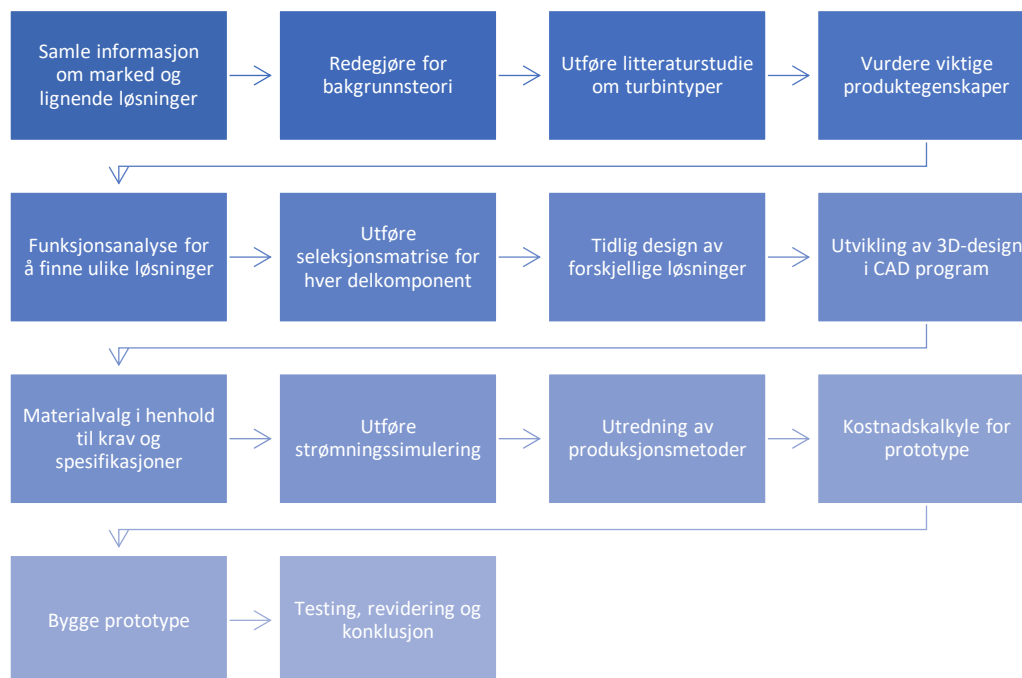 Samle informasjon
om marked og
lignende løsninger
Redegjøre for
bakgrunnsteori
Utføre litteraturstudie
om turbintyper
Vurdere viktige
produktegenskaper
Funksjonsanalyse for
å finne ulike løsninger
Utføre
seleksjonsmatrise for
hver delkomponent
Tidlig design av
forskjellige løsninger
Utvikling av 3D-design
i CAD program
Materialvalg i henhold
til krav og
spesifikasjoner
Utføre
strømningssimulering
Utredning av
produksjonsmetoder
Kostnadskalkyle for
prototype
Bygge prototype
Testing, revidering og
konklusjon